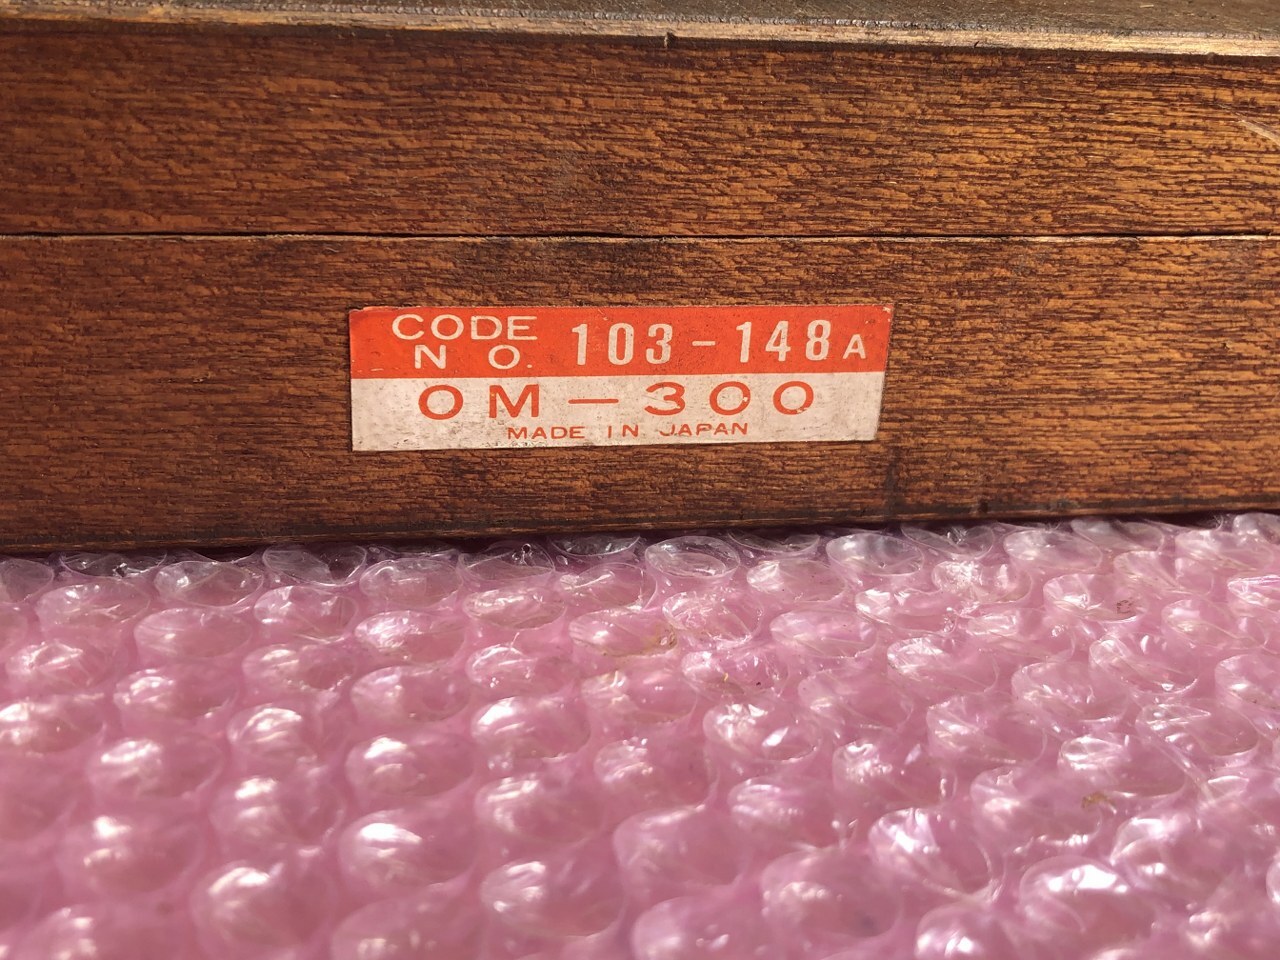 CODE NO. 103-148A
OM-300
MADE IN JAPAN